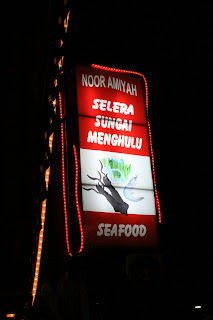 NOOR AMIYAH
SELERA
SUNGAI
MENGHULU
SEAFOOD